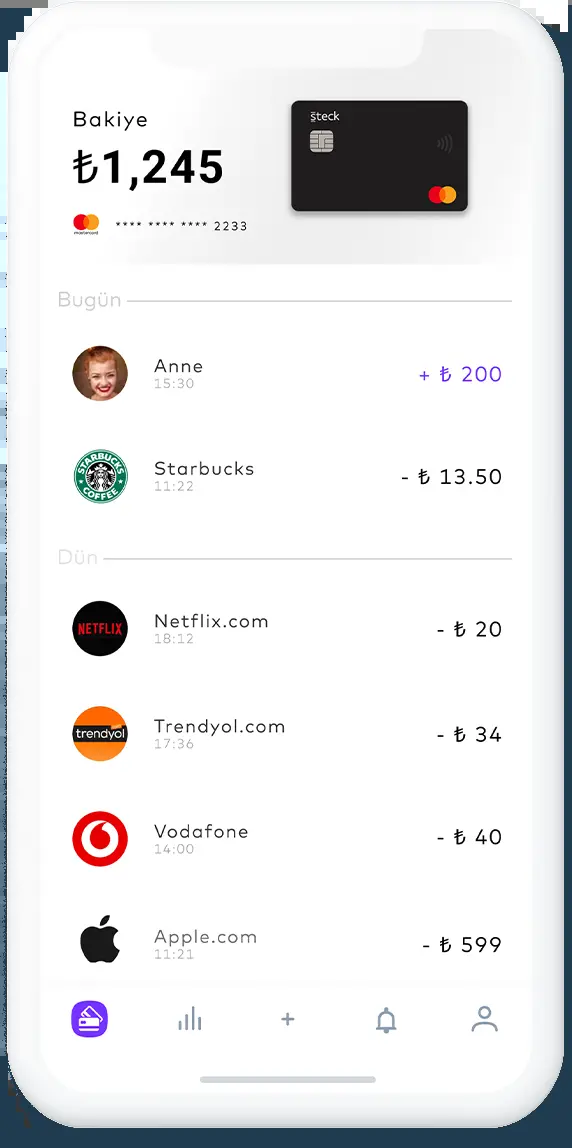 Bakiye
steck
₺1,245
mastercard
**** **** **** 2233
Bugün
Anne
+ ₺ 200
15:30
STARBUCKS
COFFEE
Starbucks
- ₺ 13.50
11:22
Dün
NETFLIX
Netflix.com
- ₺ 20
18:12
trendyol
Trendyol.com
- ₺ 34
17:36
Vodafone
- ₺ 40
14:00
Apple.com
- ₺ 599
11:21
+